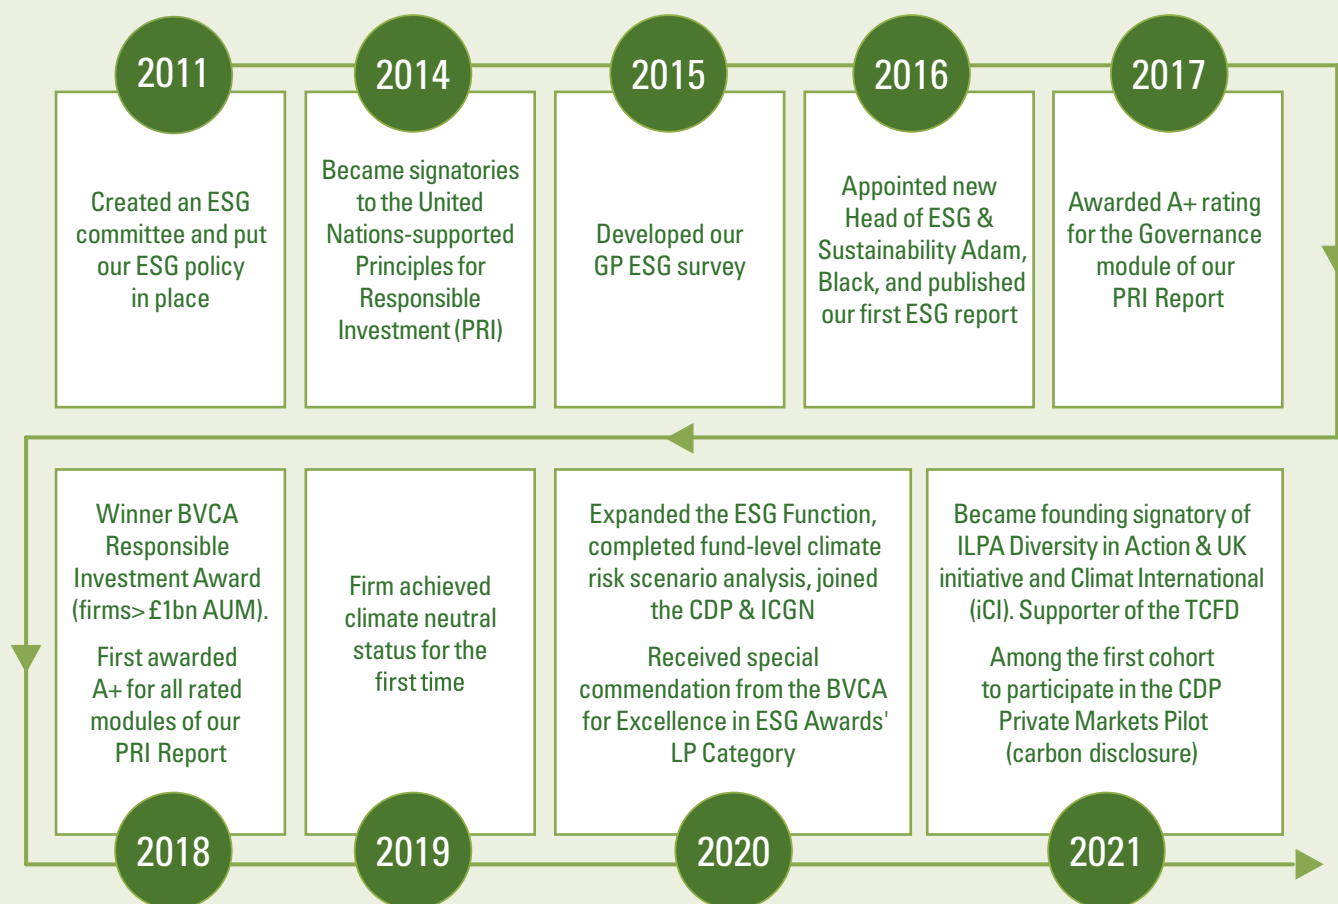 2011
Created an ESG
committee and put
our ESG policy
in place
2014
Became signatories
to the United
Nations-supported
Principles for
Responsible
Investment (PRI)
2015
Developed our
GP ESG survey
2016
Appointed new
Head of ESG &
Sustainability Adam,
Black, and published
our first ESG report
2017
Awarded A+ rating
for the Governance
module of our
PRI Report
Winner BVCA
Responsible
Investment Award
(firms> £1bn AUM).
First awarded
A+ for all rated
modules of our
PRI Report
2018
Firm achieved
climate neutral
status for the
first time
2019
Expanded the ESG Function,
completed fund-level climate
risk scenario analysis, joined
the CDP & ICGN
Received special
commendation from the BVCA
for Excellence in ESG Awards'
LP Category
2020
Became founding signatory of
ILPA Diversity in Action & UK
initiative and Climat International
(iCI). Supporter of the TCFD
Among the first cohort
to participate in the CDP
Private Markets Pilot
(carbon disclosure)
2021